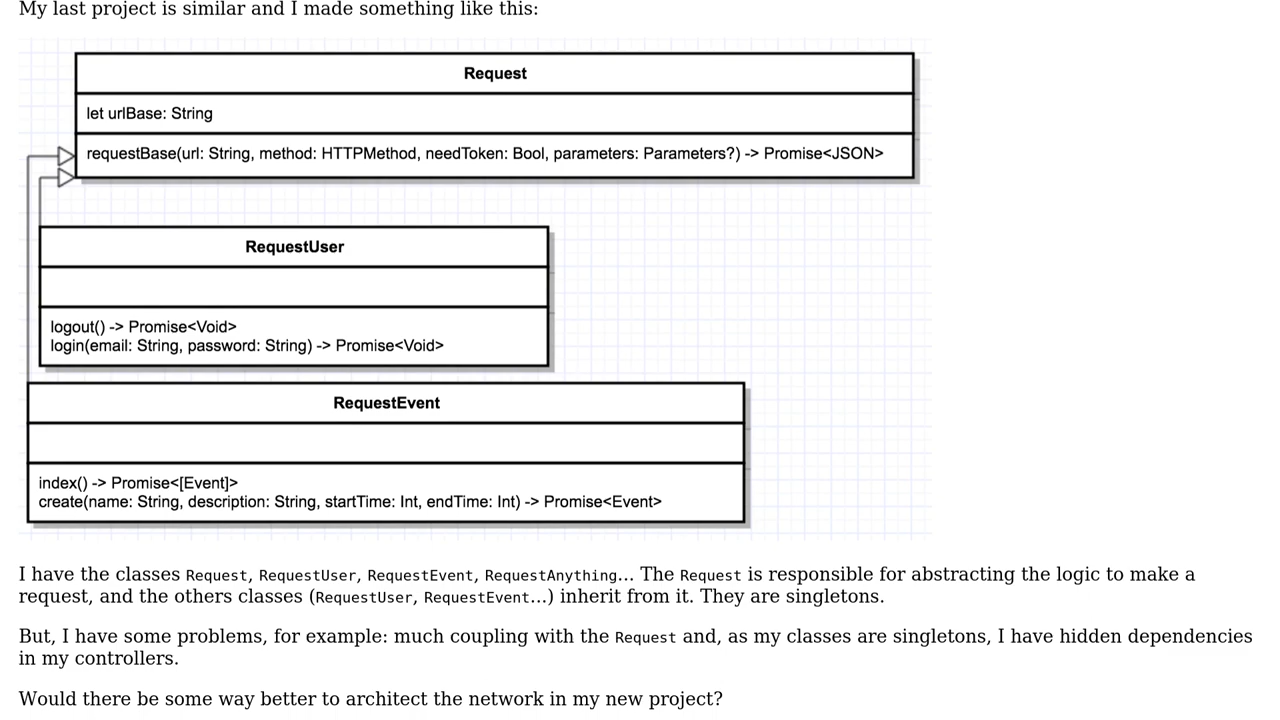 My last project is similar and I made something like this:
Request
let urlBase: String
requestBase(url: String, method: HTTPMethod, needToken: Bool, parameters: Parameters?) -> Promise<JSON>
RequestUser
logout() -> Promise<Void>
login(email: String, password: String) -> Promise<Void>
RequestEvent
index() -> Promise<[Event]>
create(name: String, description: String, startTime: Int, endTime: Int) -> Promise<Event>
I have the classes Request, RequestUser, RequestEvent, RequestAnything... The Request is responsible for abstracting the logic to make a
request, and the others classes (RequestUser, RequestEvent...) inherit from it. They are singletons.
But, I have some problems, for example: much coupling with the Request and, as my classes are singletons, I have hidden dependencies
in my controllers.
Would there be some way better to architect the network in my new project?